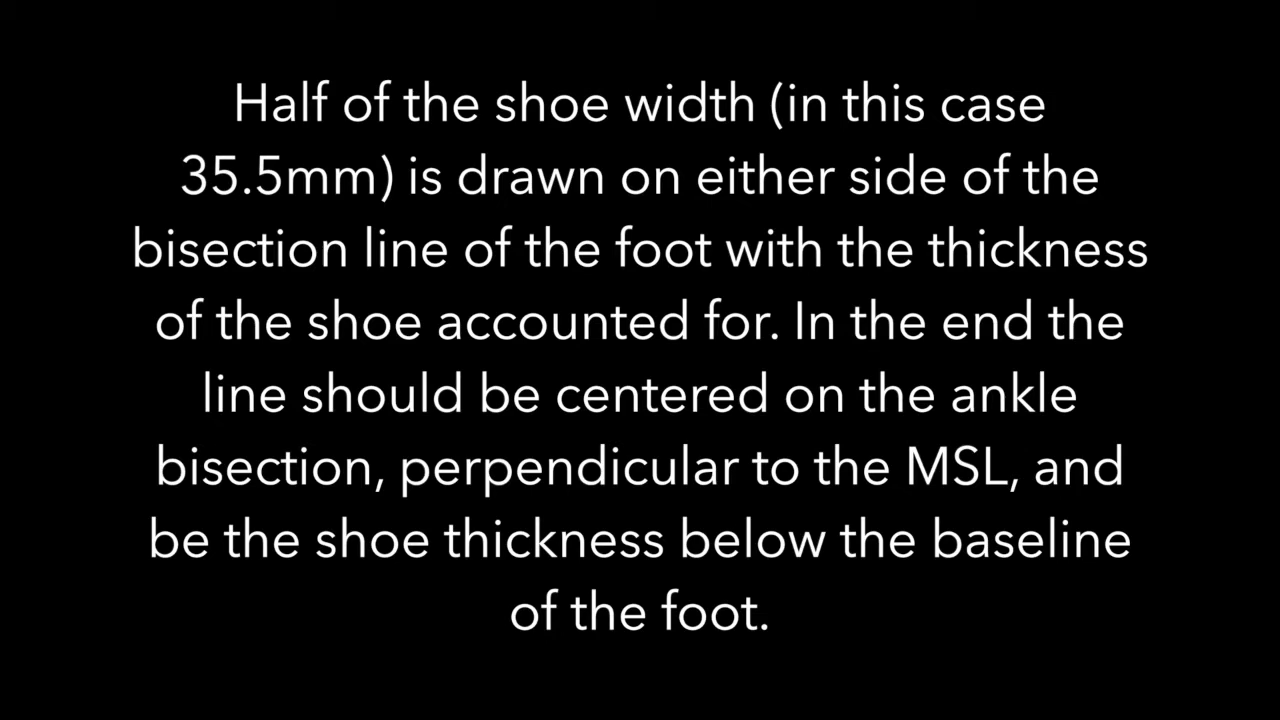 Half of the shoe width (in this case
35.5mm) is drawn on either side of the
bisection line of the foot with the thickness
of the shoe accounted for. In the end the
line should be centered on the ankle
bisection, perpendicular to the MSL, and
be the shoe thickness below the baseline
of the foot.